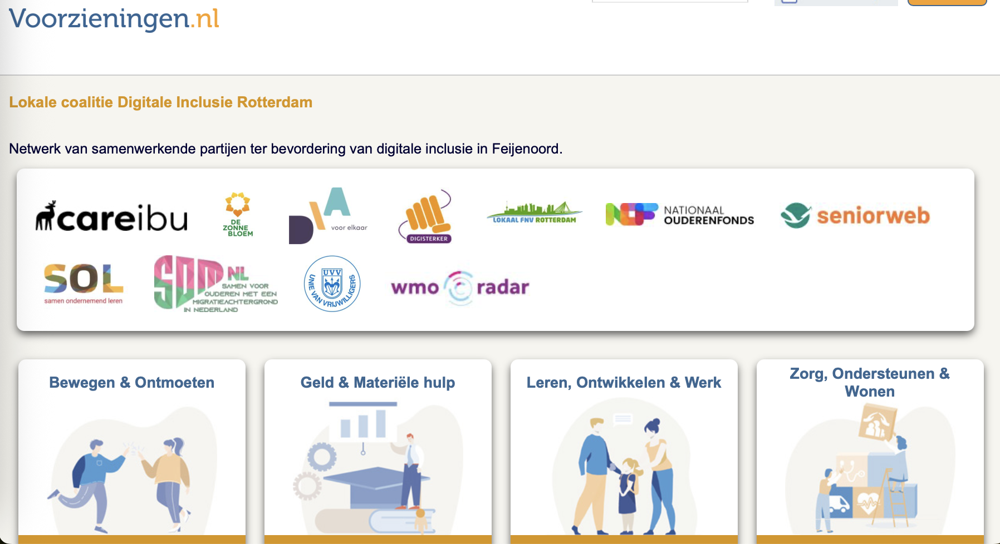 Voorzieningen.nl
Lokale coalitie Digitale Inclusie Rotterdam
Netwerk van samenwerkende partijen ter bevordering van digitale inclusie in Feijenoord.
careibu
DE
ZONNE
BLOEM
DVA
voor elkaar
DIGISTERKER
LOKAAL FNV ROTTERDAM
NOF
NATIONAAL
OUDERENFONDS
seniorweb
SOL
samen ondernemend leren
SOMNL
SAMEN VOOR
OUDEREN MET EEN
MIGRATIEACHTERGROND
IN NEDERLAND
UVV
UNIE VAN VRIJWILLIGERS
wmo radar
Bewegen & Ontmoeten
Geld & Materiële hulp
Leren, Ontwikkelen & Werk
Zorg, Ondersteunen &
Wonen